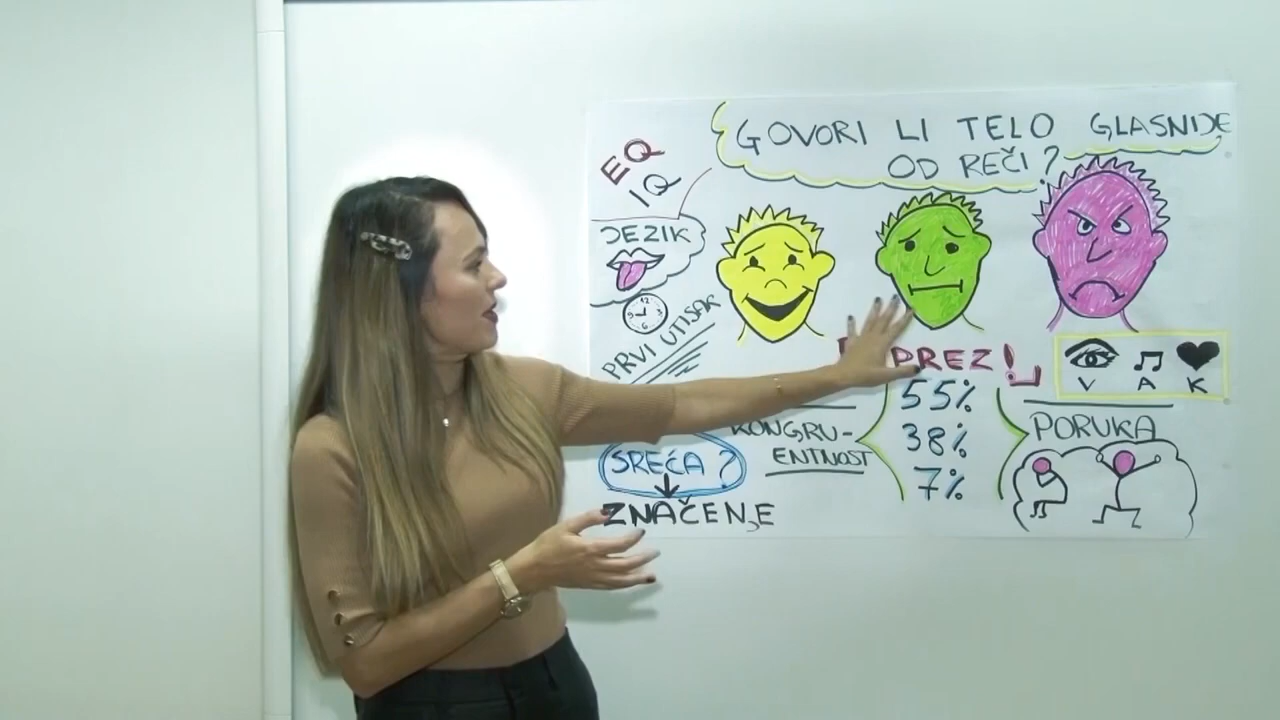 GOVORI LI TELO GLASNIJE
OD REČI?
EQ
IQ
JEZIK
12
PRVI UTISAK
PREZ!
V A K
55%
38%
7%
KONGRU-
ENTNOST
PORUKA
SREĆA?
ZNAČENJE